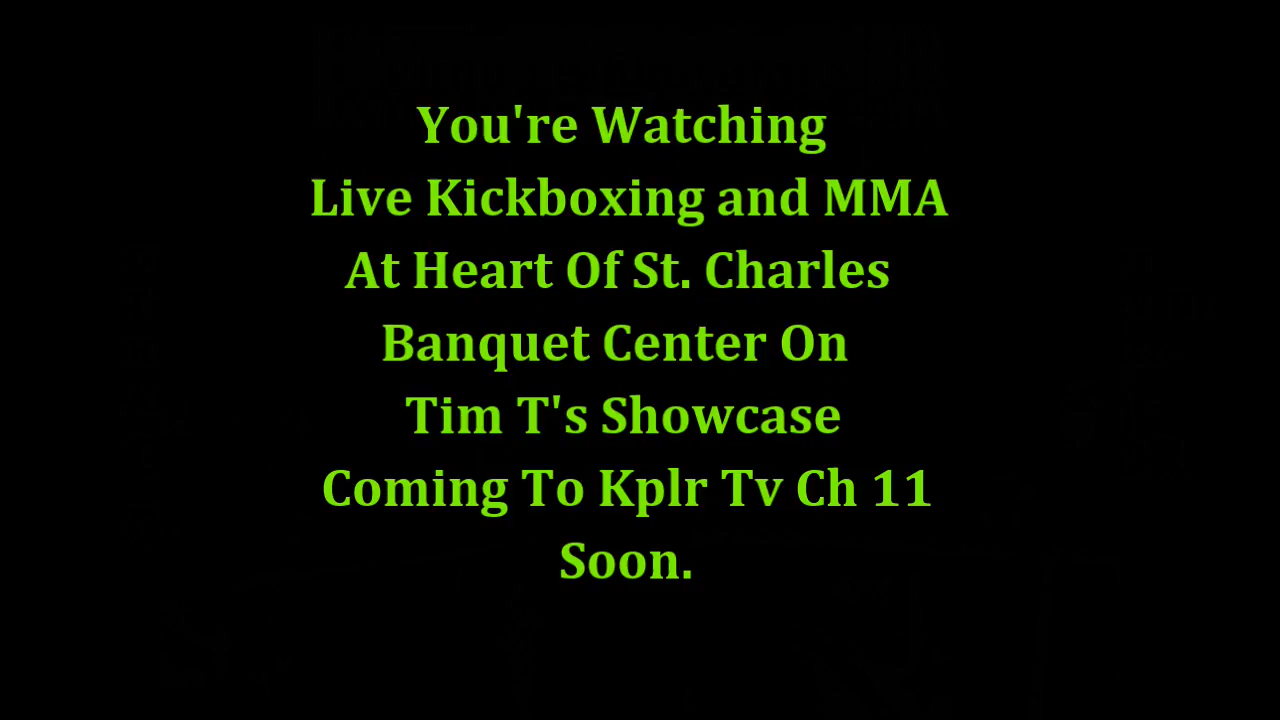 You're Watching
Live Kickboxing and MMA
At Heart Of St. Charles
Banquet Center On
Tim T's Showcase
Coming To Kplr Tv Ch 11
Soon.